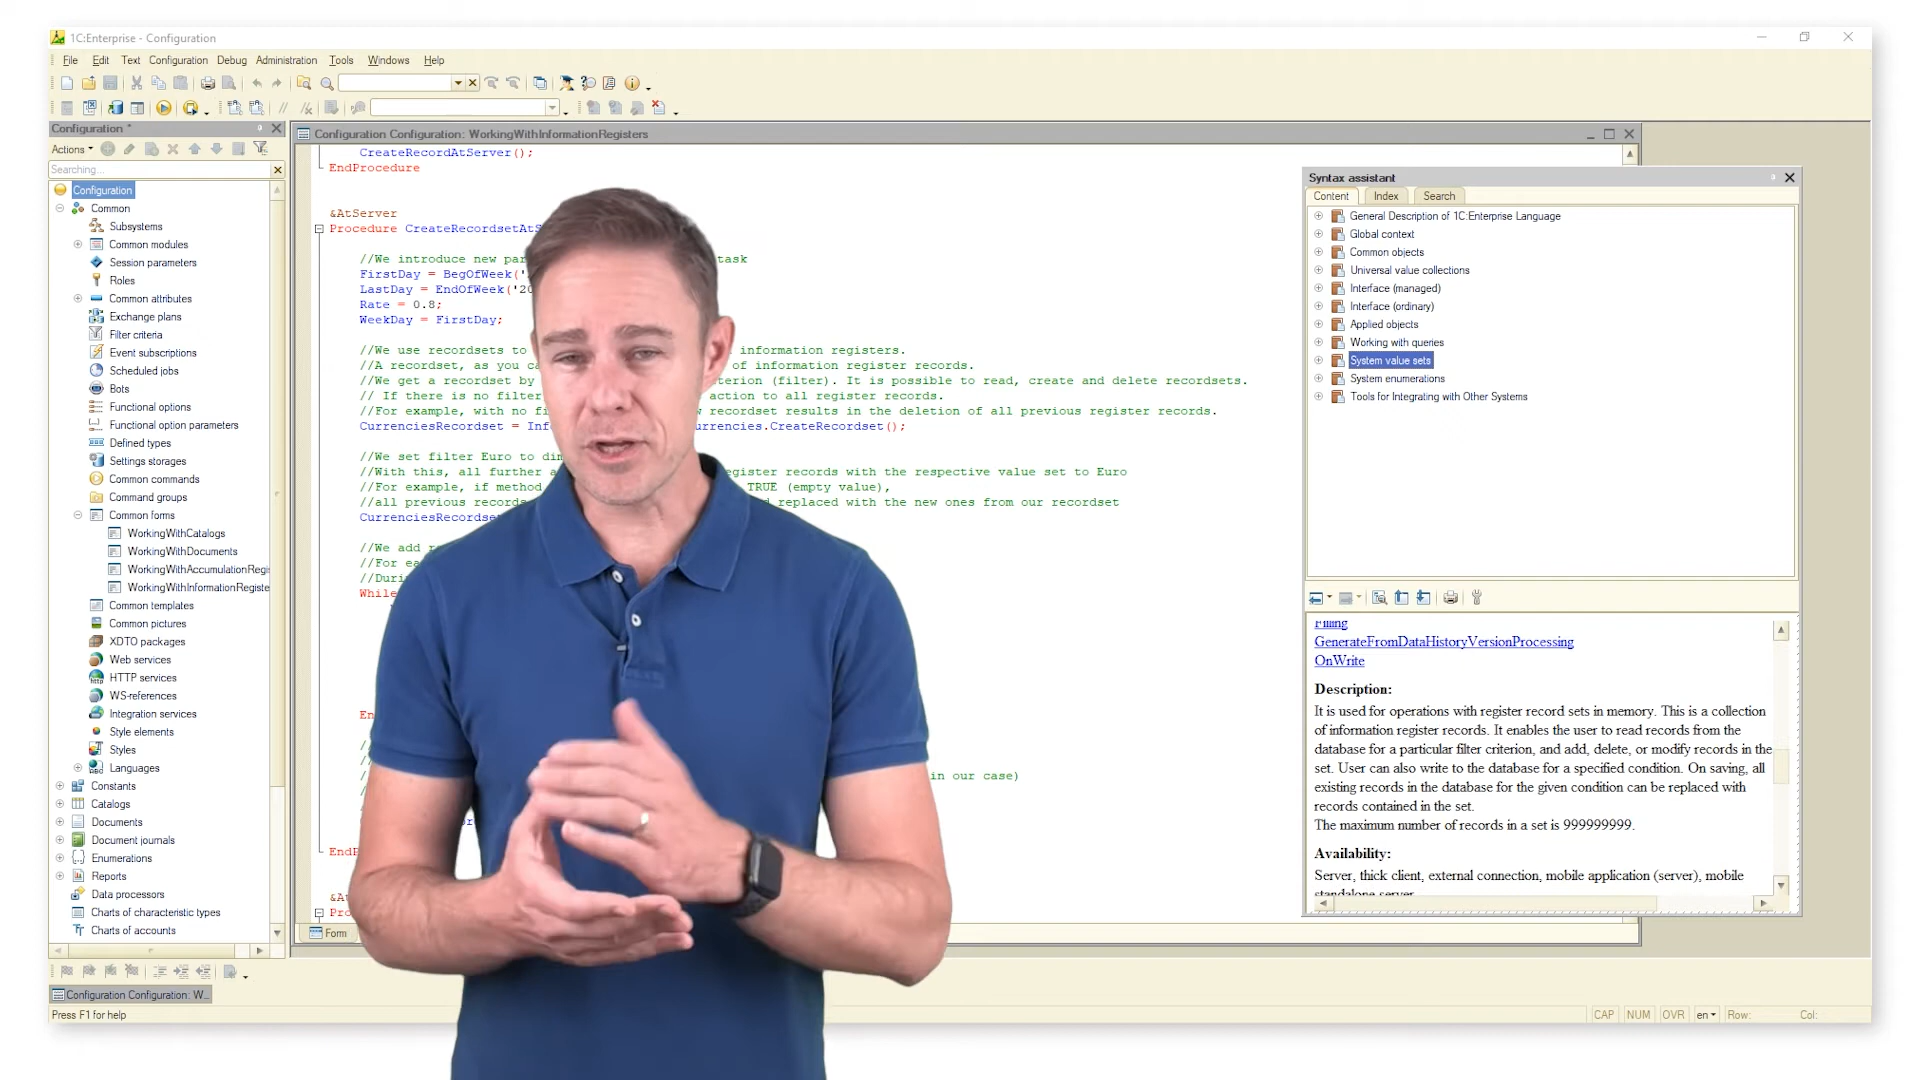 1C:Enterprise - Configuration
File Edit Text Configuration Debug Administration Tools Windows Help
Configuration *
Actions
Searching...
Configuration
Common
Subsystems
Common modules
Session parameters
Roles
Common attributes
Exchange plans
Filter criteria
Event subscriptions
Scheduled jobs
Bots
Functional options
Functional option parameters
Defined types
Settings storages
Common commands
Command groups
Common forms
WorkingWithCatalogs
WorkingWithDocuments
WorkingWithAccumulationRegi
WorkingWithInformationRegiste
Common templates
Common pictures
XDTO packages
Web services
HTTP services
WS-references
Integration services
Style elements
Styles
Languages
Constants
Catalogs
Documents
Document journals
Enumerations
Reports
Data processors
Charts of characteristic types
Charts of accounts
Configuration Configuration: WorkingWithInformationRegisters
CreateRecordAtServer();
EndProcedure
&AtServer
Procedure CreateRecordsetAtS
//We introduce new par task
FirstDay = BegOfWeek('
LastDay = EndOfWeek('20
Rate = 0.8;
WeekDay = FirstDay;
//We use recordsets to information registers.
//A recordset, as you ca of information register records.
//We get a recordset by terion (filter). It is possible to read, create and delete recordsets.
// If there is no filter action to all register records.
//For example, with no fi recordset results in the deletion of all previous register records.
CurrenciesRecordset = Inf urrencies.CreateRecordset();
//We set filter Euro to di
//With this, all further a egister records with the respective value set to Euro
//For example, if method TRUE (empty value),
//all previous records replaced with the new ones from our recordset
CurrenciesRecordse
//We add r
//For ea
//Duri
While
En
in our case)
EndP
&At
Pro
Form
Syntax assistant
Content Index Search
General Description of 1C:Enterprise Language
Global context
Common objects
Universal value collections
Interface (managed)
Interface (ordinary)
Applied objects
Working with queries
System value sets
System enumerations
Tools for Integrating with Other Systems
Filling
GenerateFromDataHistoryVersionProcessing
OnWrite
Description:
It is used for operations with register record sets in memory. This is a collection
of information register records. It enables the user to read records from the
database for a particular filter criterion, and add, delete, or modify records in the
set. User can also write to the database for a specified condition. On saving, all
existing records in the database for the given condition can be replaced with
records contained in the set.
The maximum number of records in a set is 999999999.
Availability:
Server, thick client, external connection, mobile application (server), mobile
standalone server
Configuration Configuration: W...
Press F1 for help
CAP NUM OVR en Row: Col: